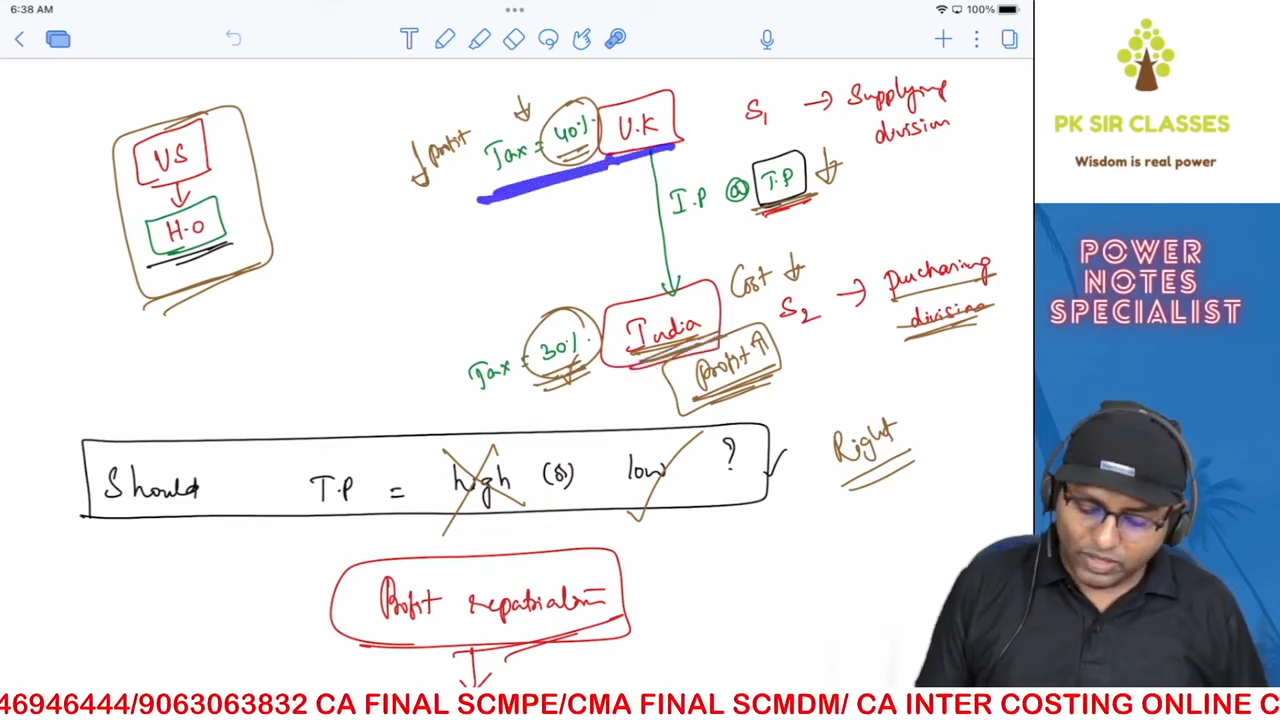 6:38 AM
100%
US
H.O
↓ profit
Tax = 40%
U.K
S1 → Supplying
division
I.P @ T.P ↓
Cost ↓
S2 → purchasing
division
Tax = 30%
India
Profit ↑
Should T.P = high (or) low ?
Right
Profit repatriation
PK SIR CLASSES
Wisdom is real power
POWER
NOTES
SPECIALIST
46946444/9063063832 CA FINAL SCMPE/CMA FINAL SCMDM/ CA INTER COSTING ONLINE C